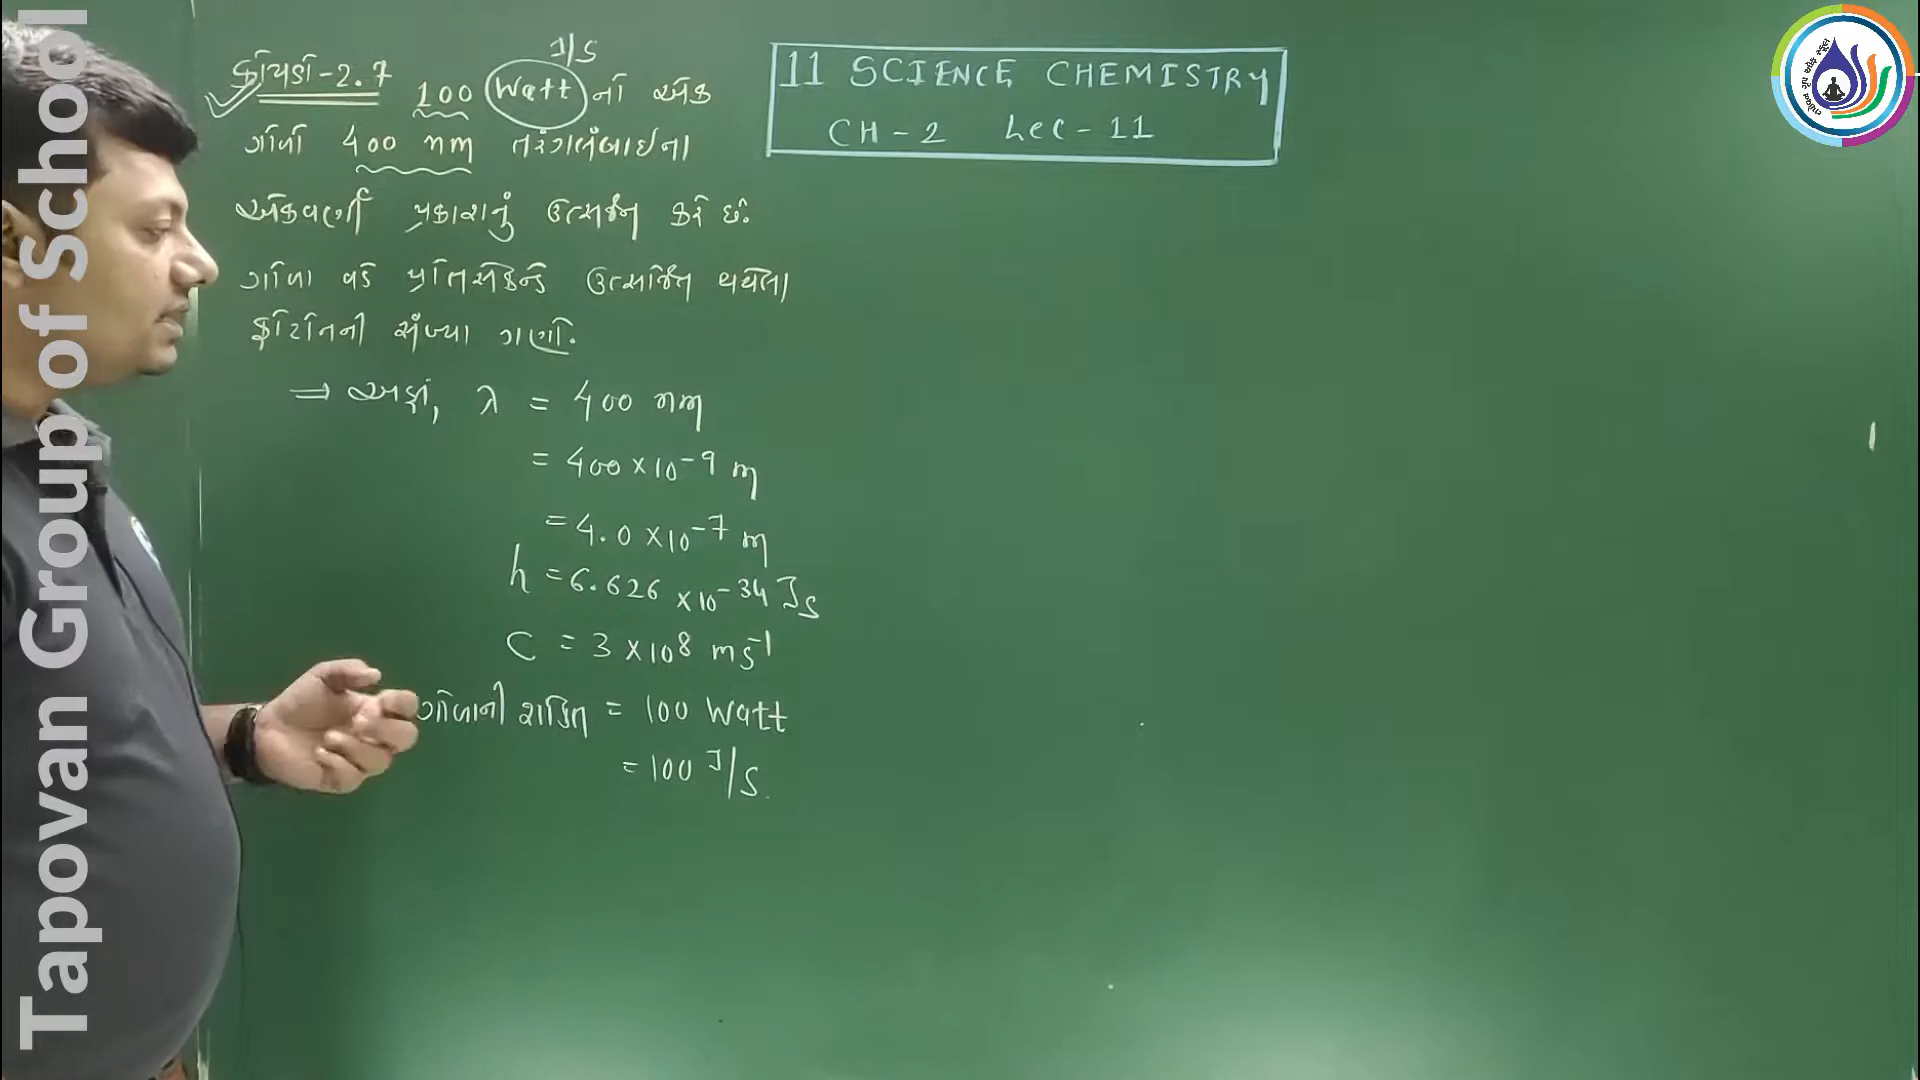 કોયડો-2.7 100 Watt નો એક
J/S
ગોળો 400 nm તરંગલંબાઇના
એકવર્ણી પ્રકાશનું ઉત્સર્જન કરે છે.
ગોળા વડે પ્રતિસેકન્ડે ઉત્સર્જિત થયેલા
ફોટોનની સંખ્યા ગણો.
⇒ અહીં, λ = 400 nm
= 400 × 10⁻⁹ m
= 4.0 × 10⁻⁷ m
h = 6.626 × 10⁻³⁴ JS
C = 3 × 10⁸ ms⁻¹
ગોળાની શક્તિ = 100 Watt
= 100 J/S.
11 SCIENCE CHEMISTRY
CH - 2 Lec - 11
Tapovan Group of School